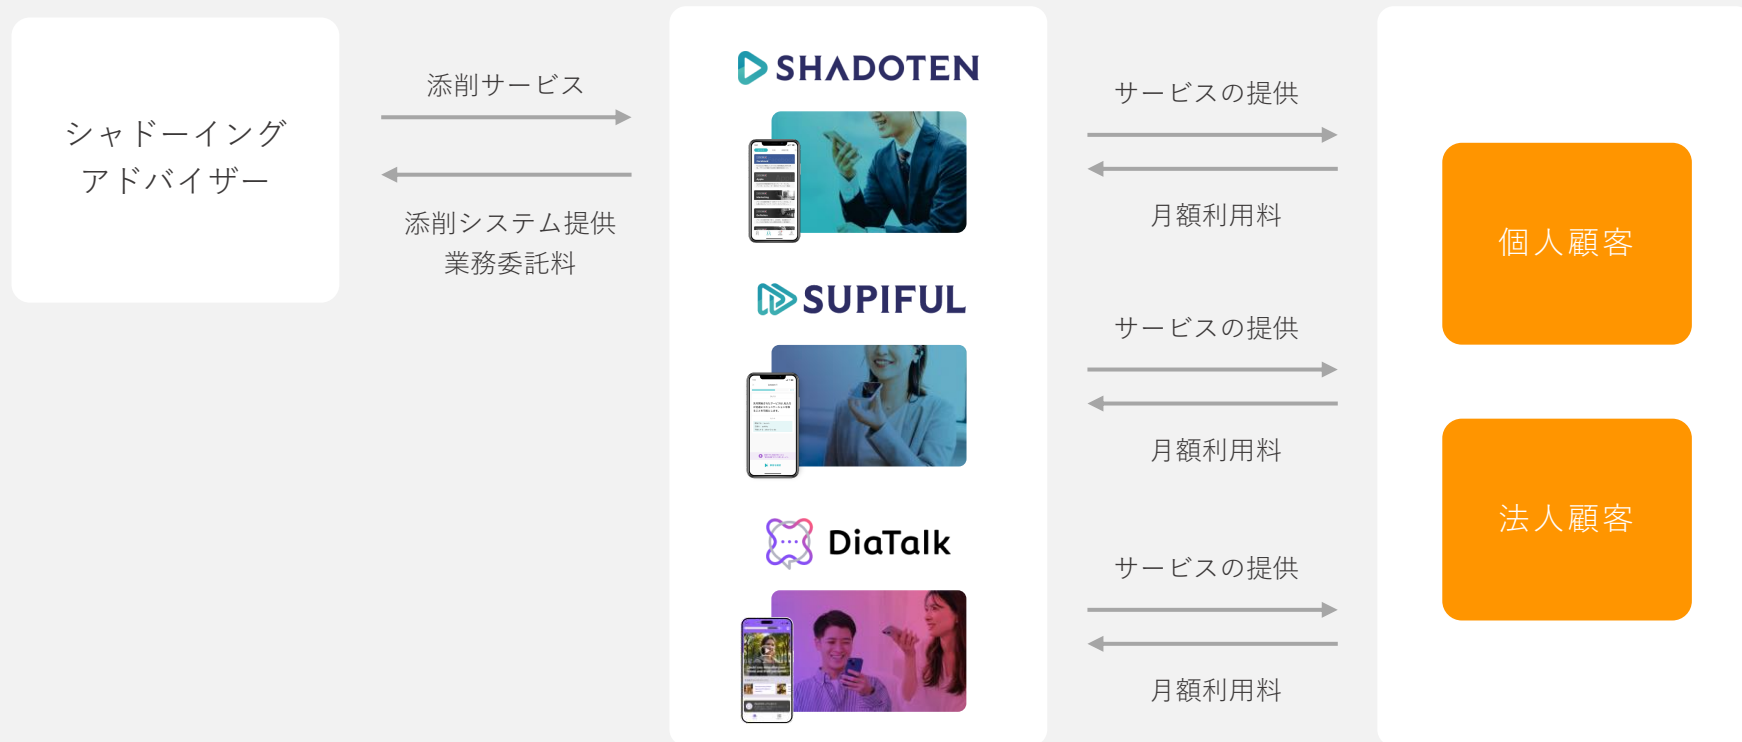 シャドーイング
アドバイザー
添削サービス
添削システム提供
業務委託料
SHADOTEN
SUPIFUL
DiaTalk
サービスの提供
月額利用料
サービスの提供
月額利用料
サービスの提供
月額利用料
個人顧客
法人顧客